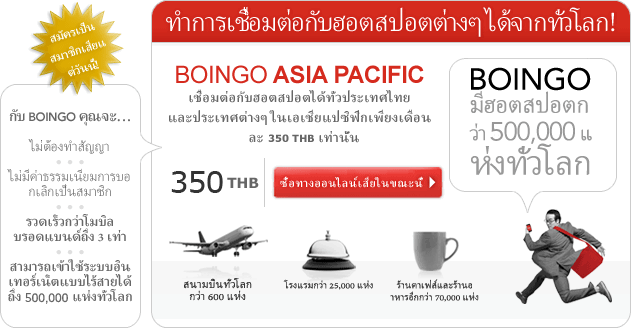 สมัครเป็น
สมาชิกเสียแน
ต่วันนี้!
กับ BOINGO คุณจะ...
ไม่ต้องทำสัญญา
ไม่มีค่าธรรมเนียมการบอ
กเลิกเป็นสมาชิก
รวดเร็วกว่าโมบิล
บรอดแบนด์ถึง 3 เท่า
สามารถเข้าใช้ระบบอิน
เทอร์เน็ตแบบไร้สายได้
ถึง 500,000 แห่งทั่วโลก
ทำการเชื่อมต่อกับฮอตสปอตต่างๆ ได้จากทั่วโลก!
BOINGO ASIA PACIFIC
เชื่อมต่อกับฮอตสปอตได้ทั่วประเทศไทย
และประเทศต่างๆ ในเอเชียแปซิฟิกเพียงเดือน
ละ 350 THB เท่านั้น
350 THB
ซื้อทางออนไลน์เสียในขณะนี้
BOINGO
มีฮอตสปอตก
ว่า 500,000 แ
ห่งทั่วโลก
สนามบินทั่วโลก
กว่า 600 แห่ง
โรงแรมกว่า 25,000 แห่ง
ร้านคาเฟ่ส์และร้านอ
าหารอีกกว่า 70,000 แห่ง